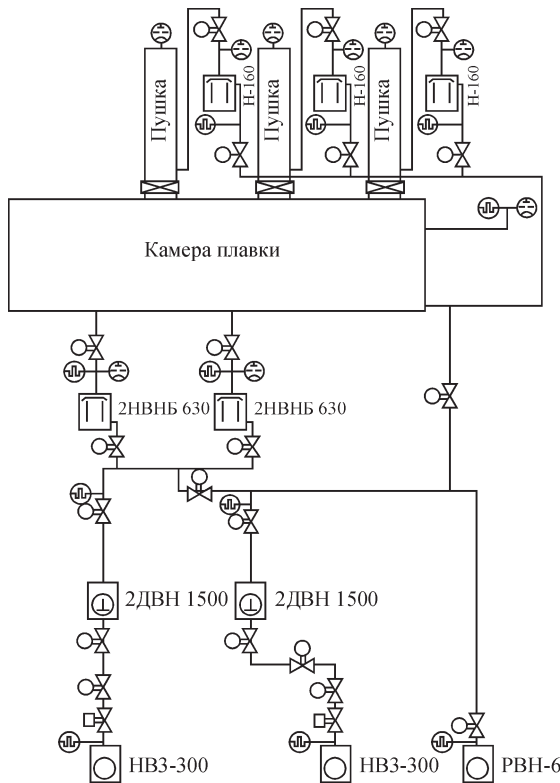 Пушка
Н-160
Пушка
Н-160
Пушка
Н-160
Камера плавки
2НВНБ 630
2НВНБ 630
2ДВН 1500
2ДВН 1500
НВЗ-300
НВЗ-300
РВН-6